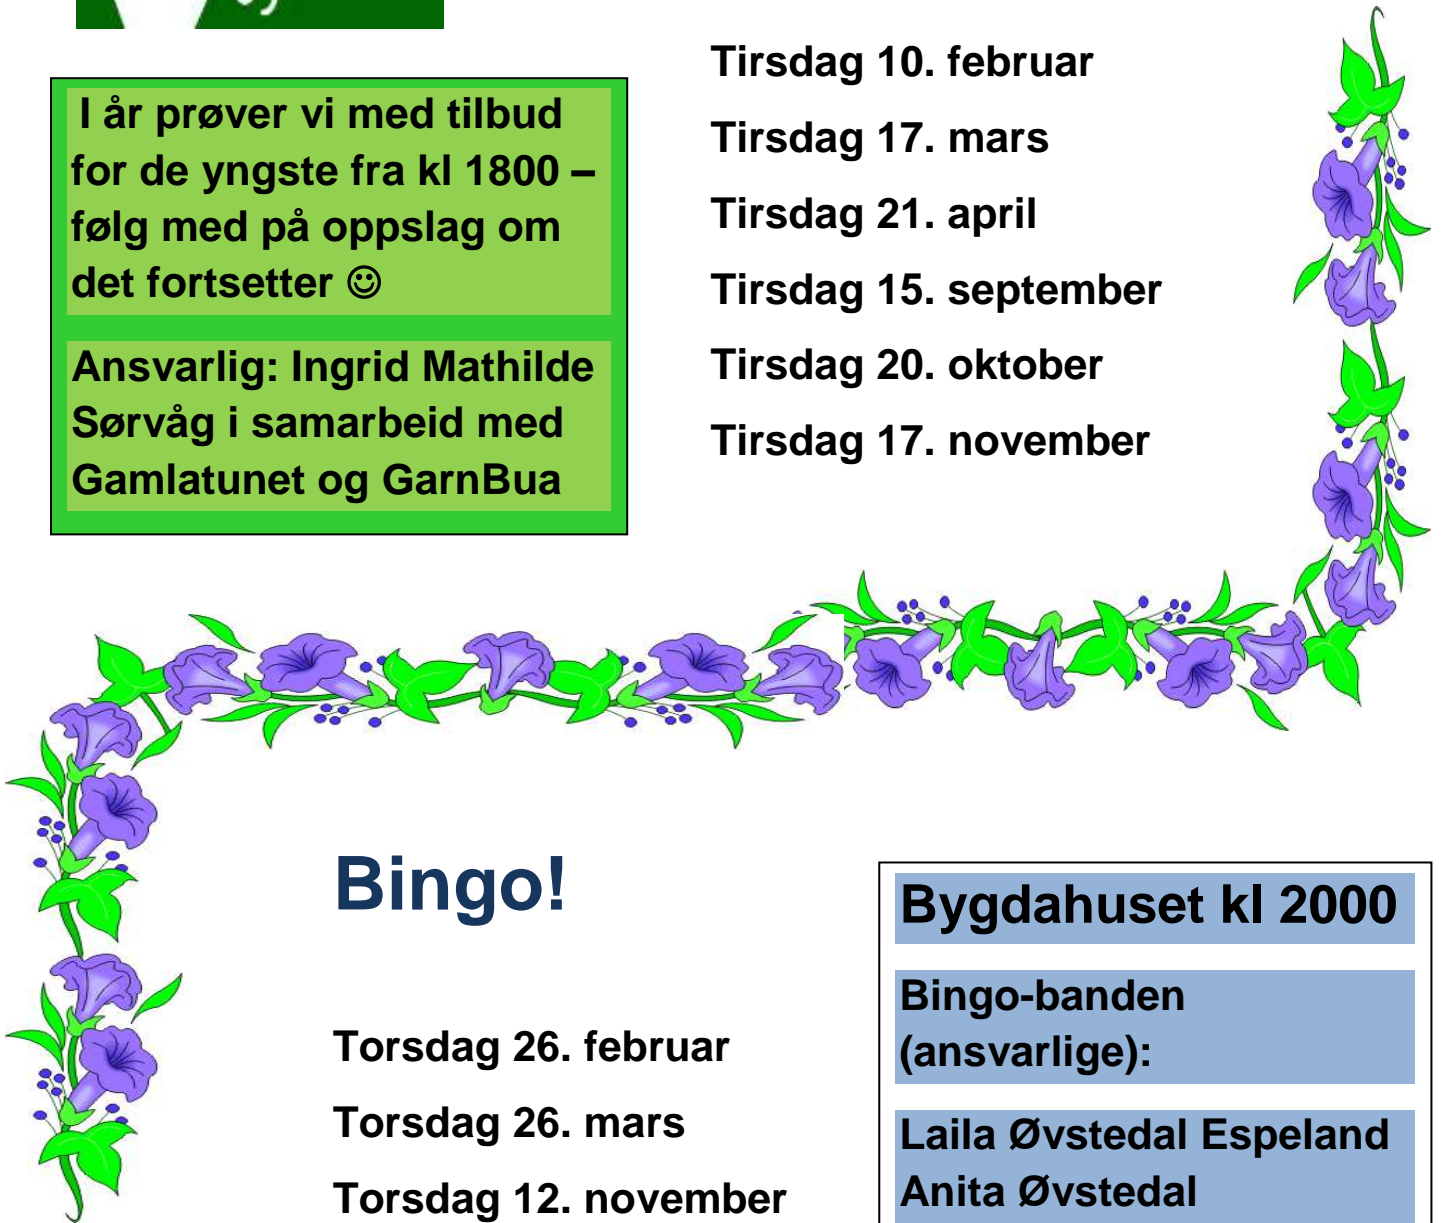 I år prøver vi med tilbud
for de yngste fra kl 1800 –
følg med på oppslag om
det fortsetter ☺
Ansvarlig: Ingrid Mathilde
Sørvåg i samarbeid med
Gamlatunet og GarnBua
Tirsdag 10. februar
Tirsdag 17. mars
Tirsdag 21. april
Tirsdag 15. september
Tirsdag 20. oktober
Tirsdag 17. november
Bingo!
Torsdag 26. februar
Torsdag 26. mars
Torsdag 12. november
Bygdahuset kl 2000
Bingo-banden
(ansvarlige):
Laila Øvstedal Espeland
Anita Øvstedal